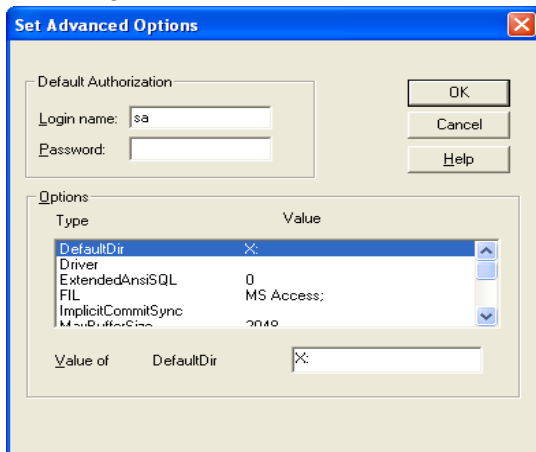 Set Advanced Options
Default Authorization
OK
Login name: sa
Cancel
Password:
Help
Options
Type Value
DefaultDir X:
Driver
ExtendedAnsiSQL 0
FIL MS Access;
ImplicitCommitSync
MaxBufferSize 2048
Value of DefaultDir X: